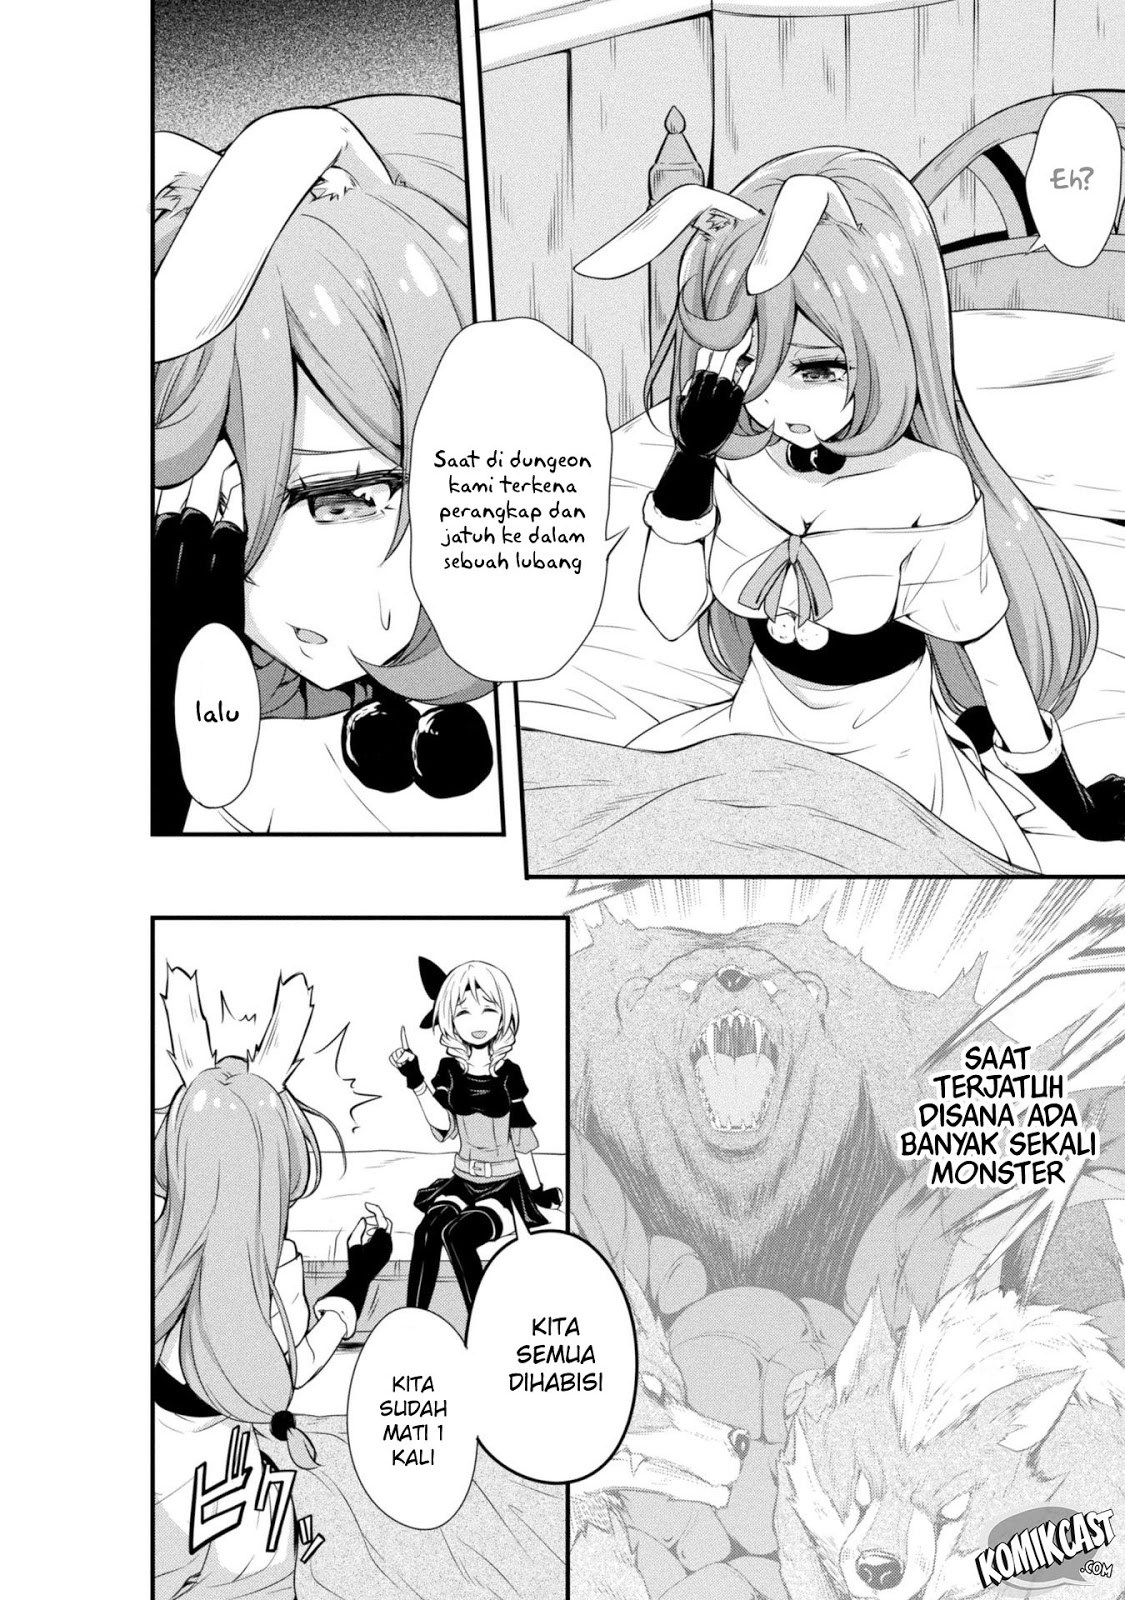 Eh?
Saat di dungeon
kami terkena
perangkap dan
jatuh ke dalam
sebuah lubang
lalu
SAAT
TERJATUH
DISANA ADA
BANYAK SEKALI
MONSTER
KITA
SEMUA
DIHABISI
KITA
SUDAH
MATI 1
KALI
ビクッ
KOMIKCAST
.COM